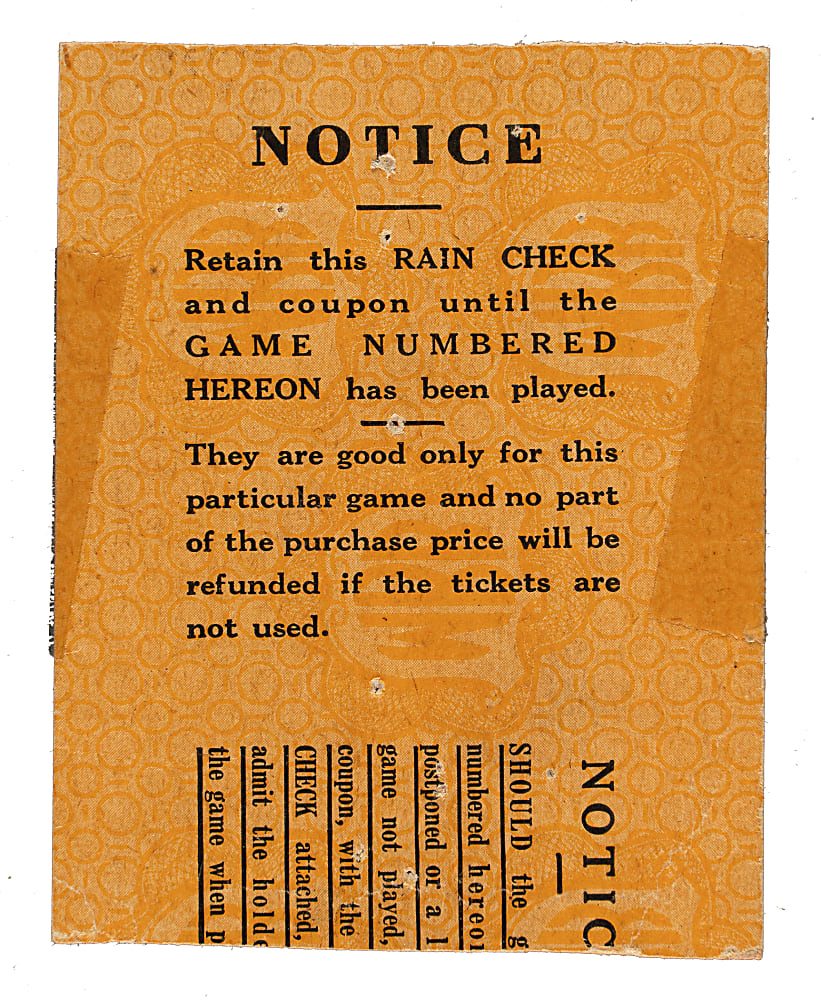 NOTICE
Retain this RAIN CHECK
and coupon until the
GAME NUMBERED
HEREON has been played.
They are good only for this
particular game and no part
of the purchase price will be
refunded if the tickets are
not used.
NOTIC
SHOULD the g
numbered hereon
postponed or a l
game not played,
coupon, with the
CHECK attached,
admit the holde
the game when p